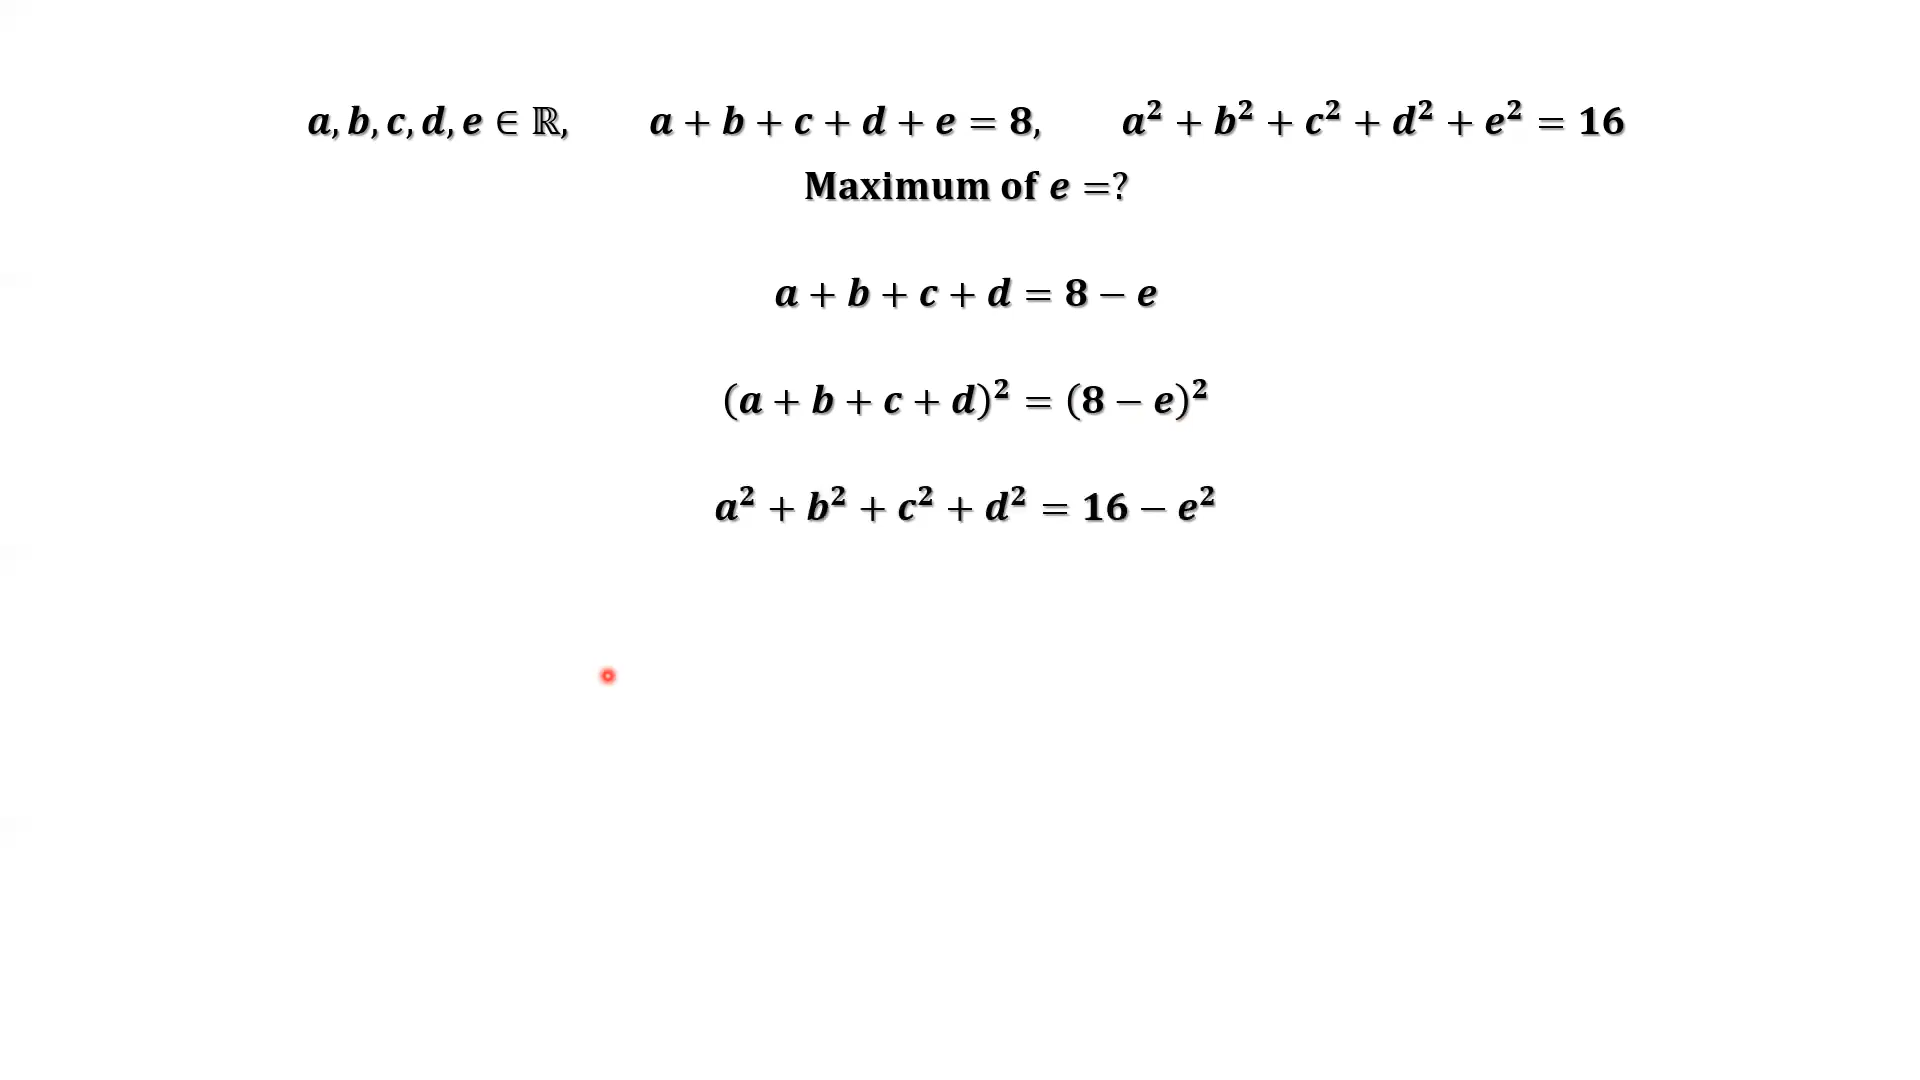 a, b, c, d, e ∈ ℝ, a + b + c + d + e = 8, a² + b² + c² + d² + e² = 16
Maximum of e =?
a + b + c + d = 8 − e
(a + b + c + d)² = (8 − e)²
a² + b² + c² + d² = 16 − e²